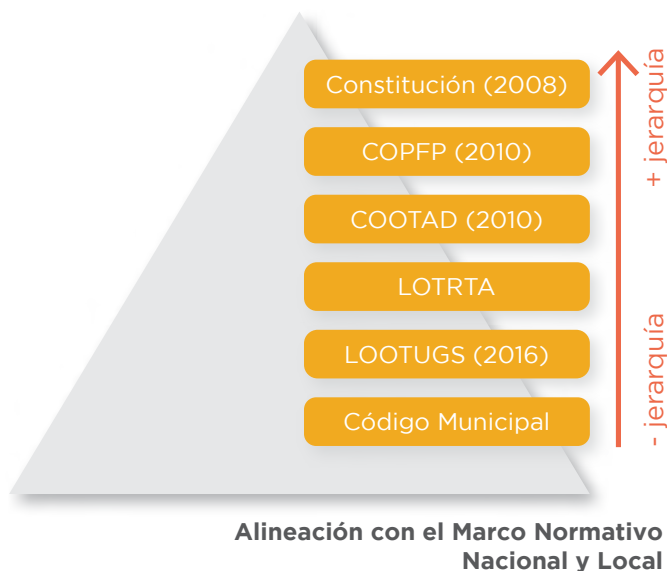 Constitución (2008)
COPFP (2010)
COOTAD (2010)
LOTRTA
LOOTUGS (2016)
Código Municipal
+ jerarquía
- jerarquía
Alineación con el Marco Normativo
Nacional y Local